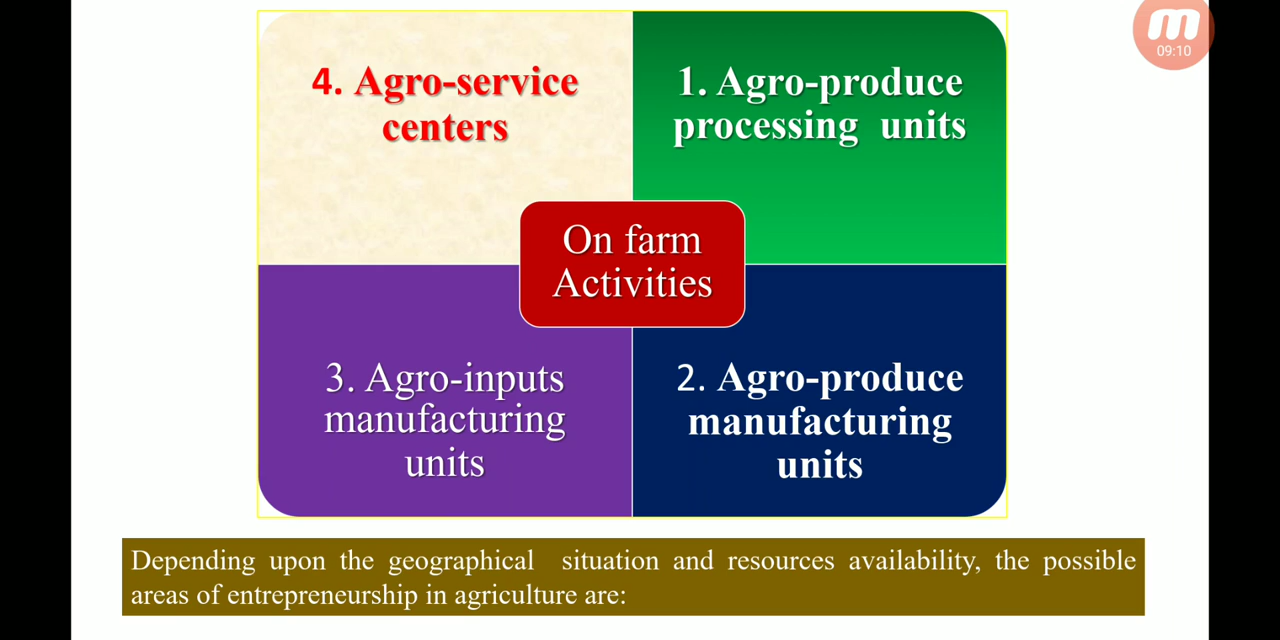 4. Agro-service
centers
1. Agro-produce
processing units
On farm
Activities
3. Agro-inputs
manufacturing
units
2. Agro-produce
manufacturing
units
Depending upon the geographical situation and resources availability, the possible
areas of entrepreneurship in agriculture are:
m
09:10